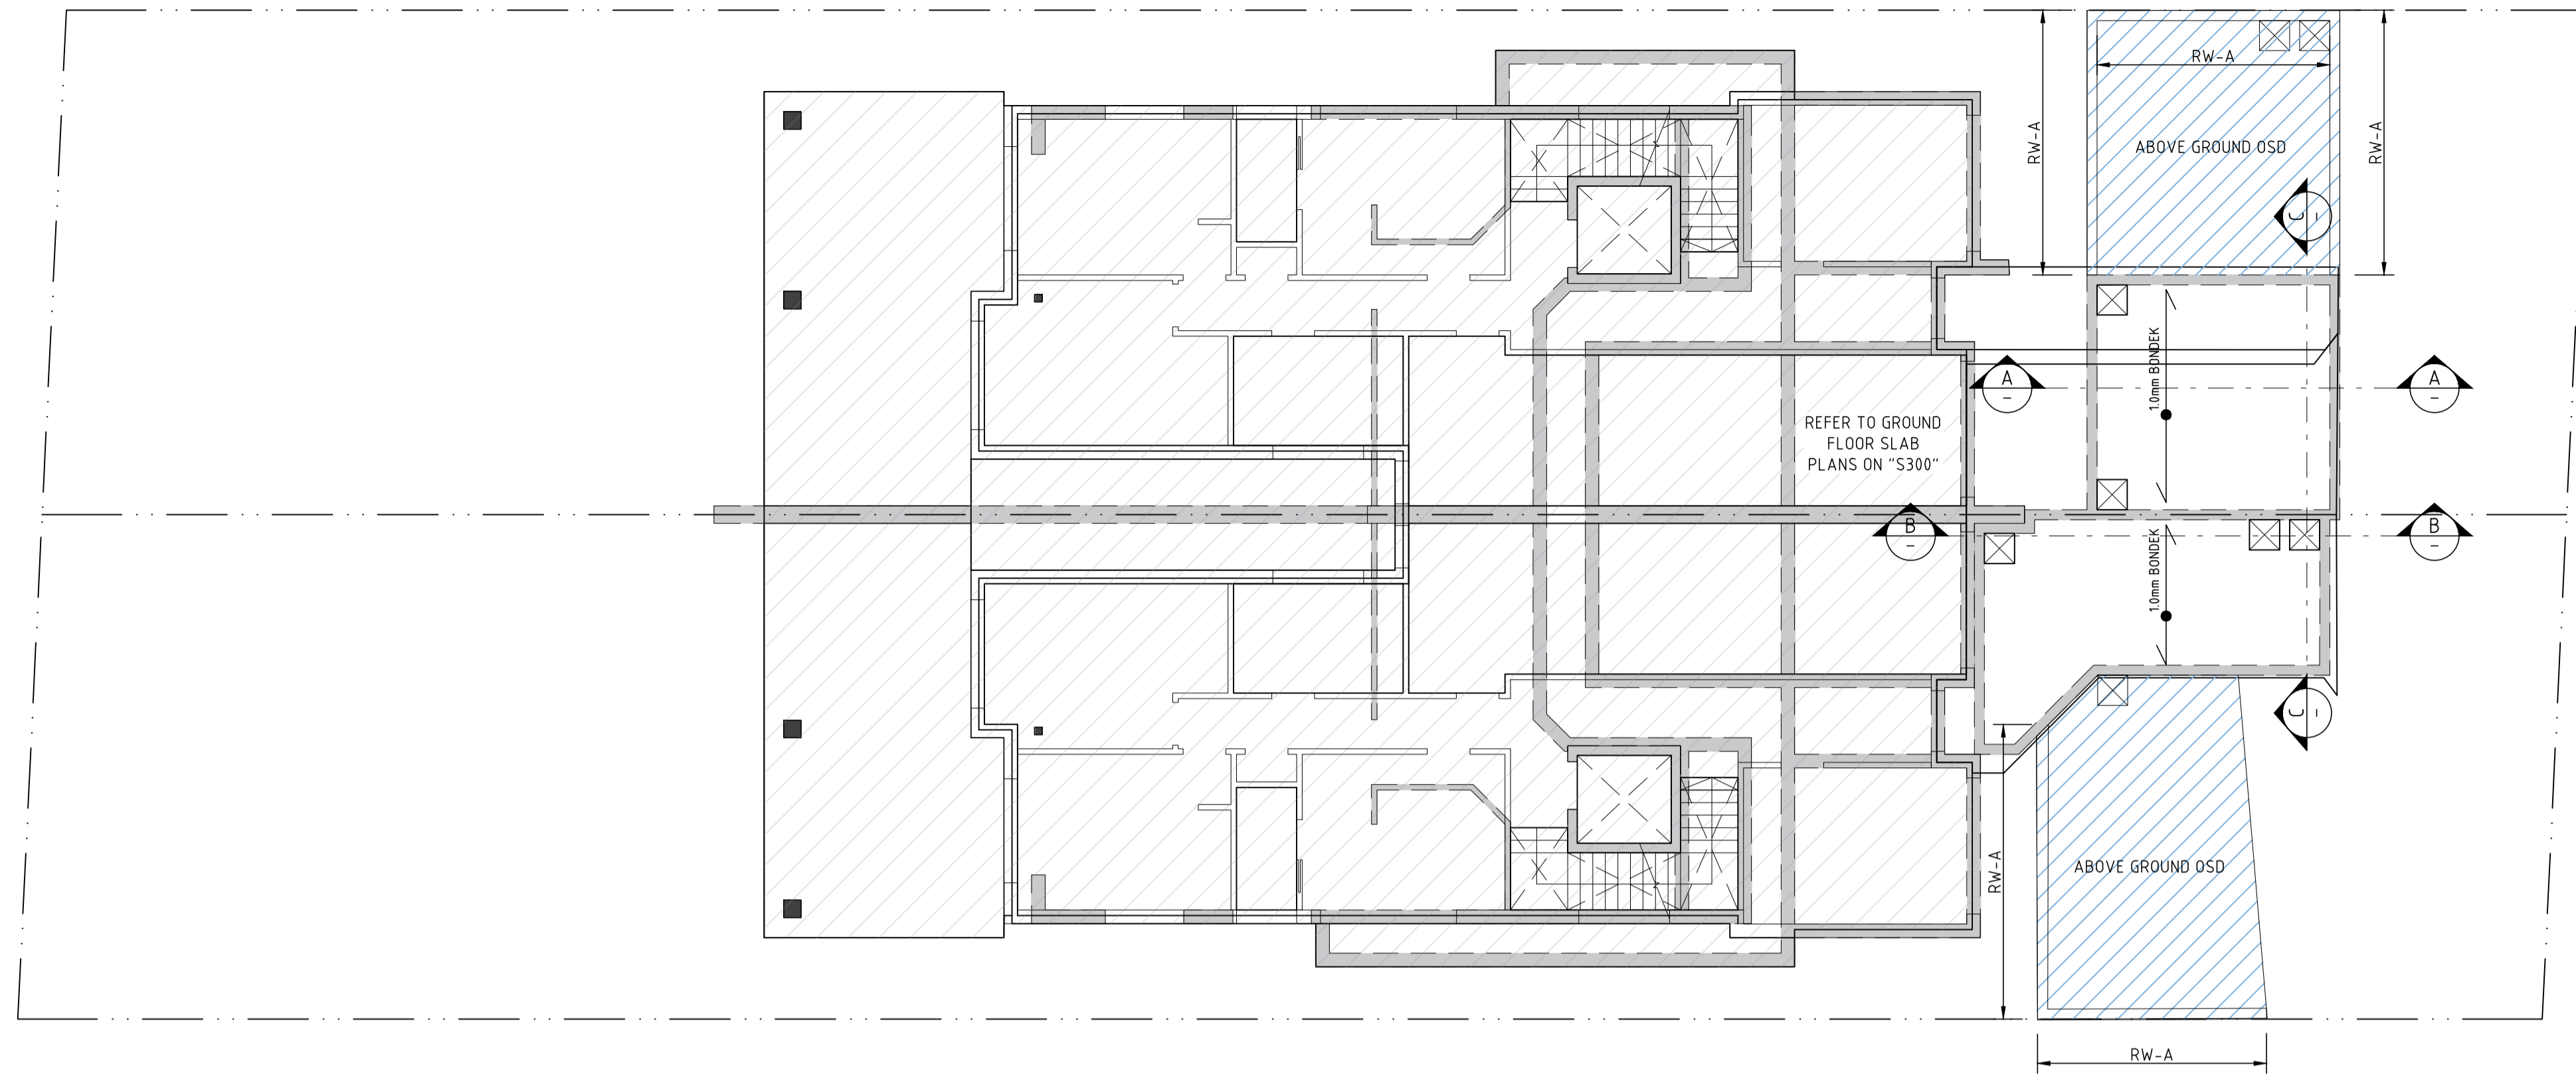 RW-A
RW-A
RW-A
ABOVE GROUND OSD
C
-
1.0mm BONDEK
A
-
A
-
REFER TO GROUND
FLOOR SLAB
PLANS ON "S300"
B
-
B
-
1.0mm BONDEK
C
-
RW-A
ABOVE GROUND OSD
RW-A